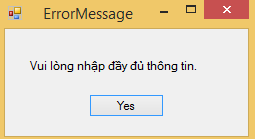 ErrorMessage
Vui lòng nhập đầy đủ thông tin.
Yes